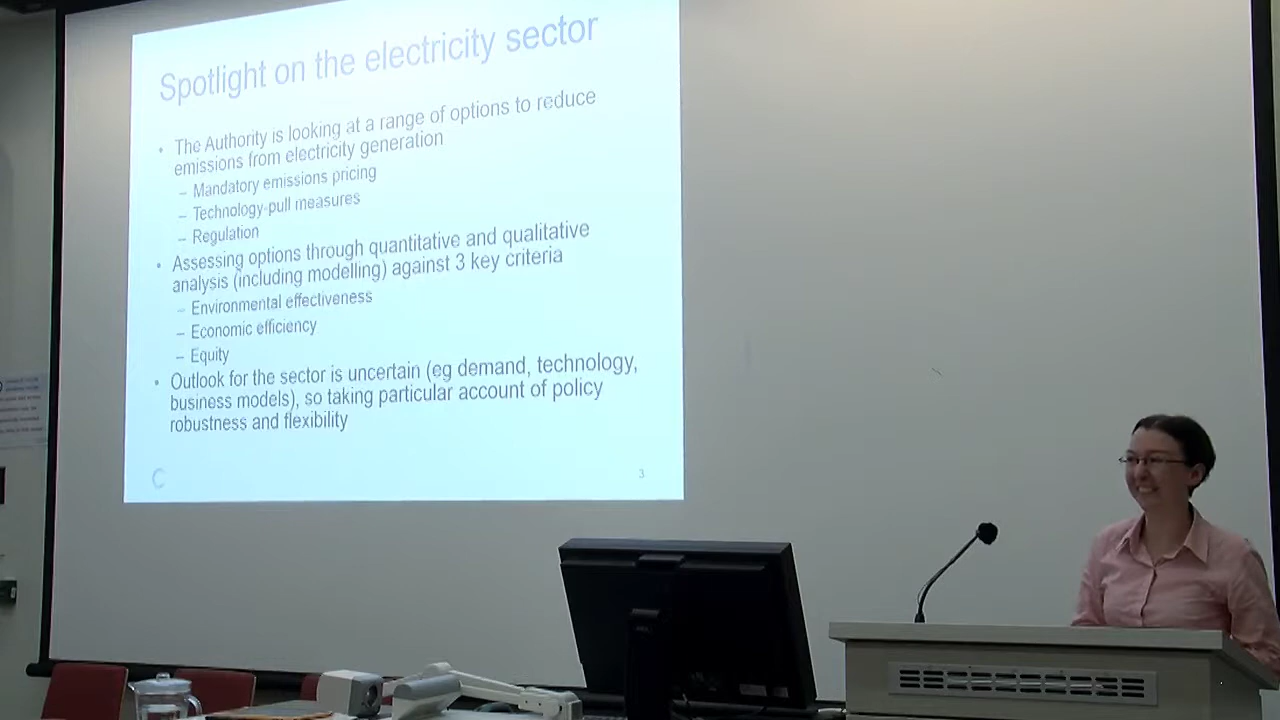 Spotlight on the electricity sector
• The Authority is looking at a range of options to reduce
emissions from electricity generation
– Mandatory emissions pricing
– Technology-pull measures
– Regulation
• Assessing options through quantitative and qualitative
analysis (including modelling) against 3 key criteria
– Environmental effectiveness
– Economic efficiency
– Equity
• Outlook for the sector is uncertain (eg demand, technology,
business models), so taking particular account of policy
robustness and flexibility
C
3